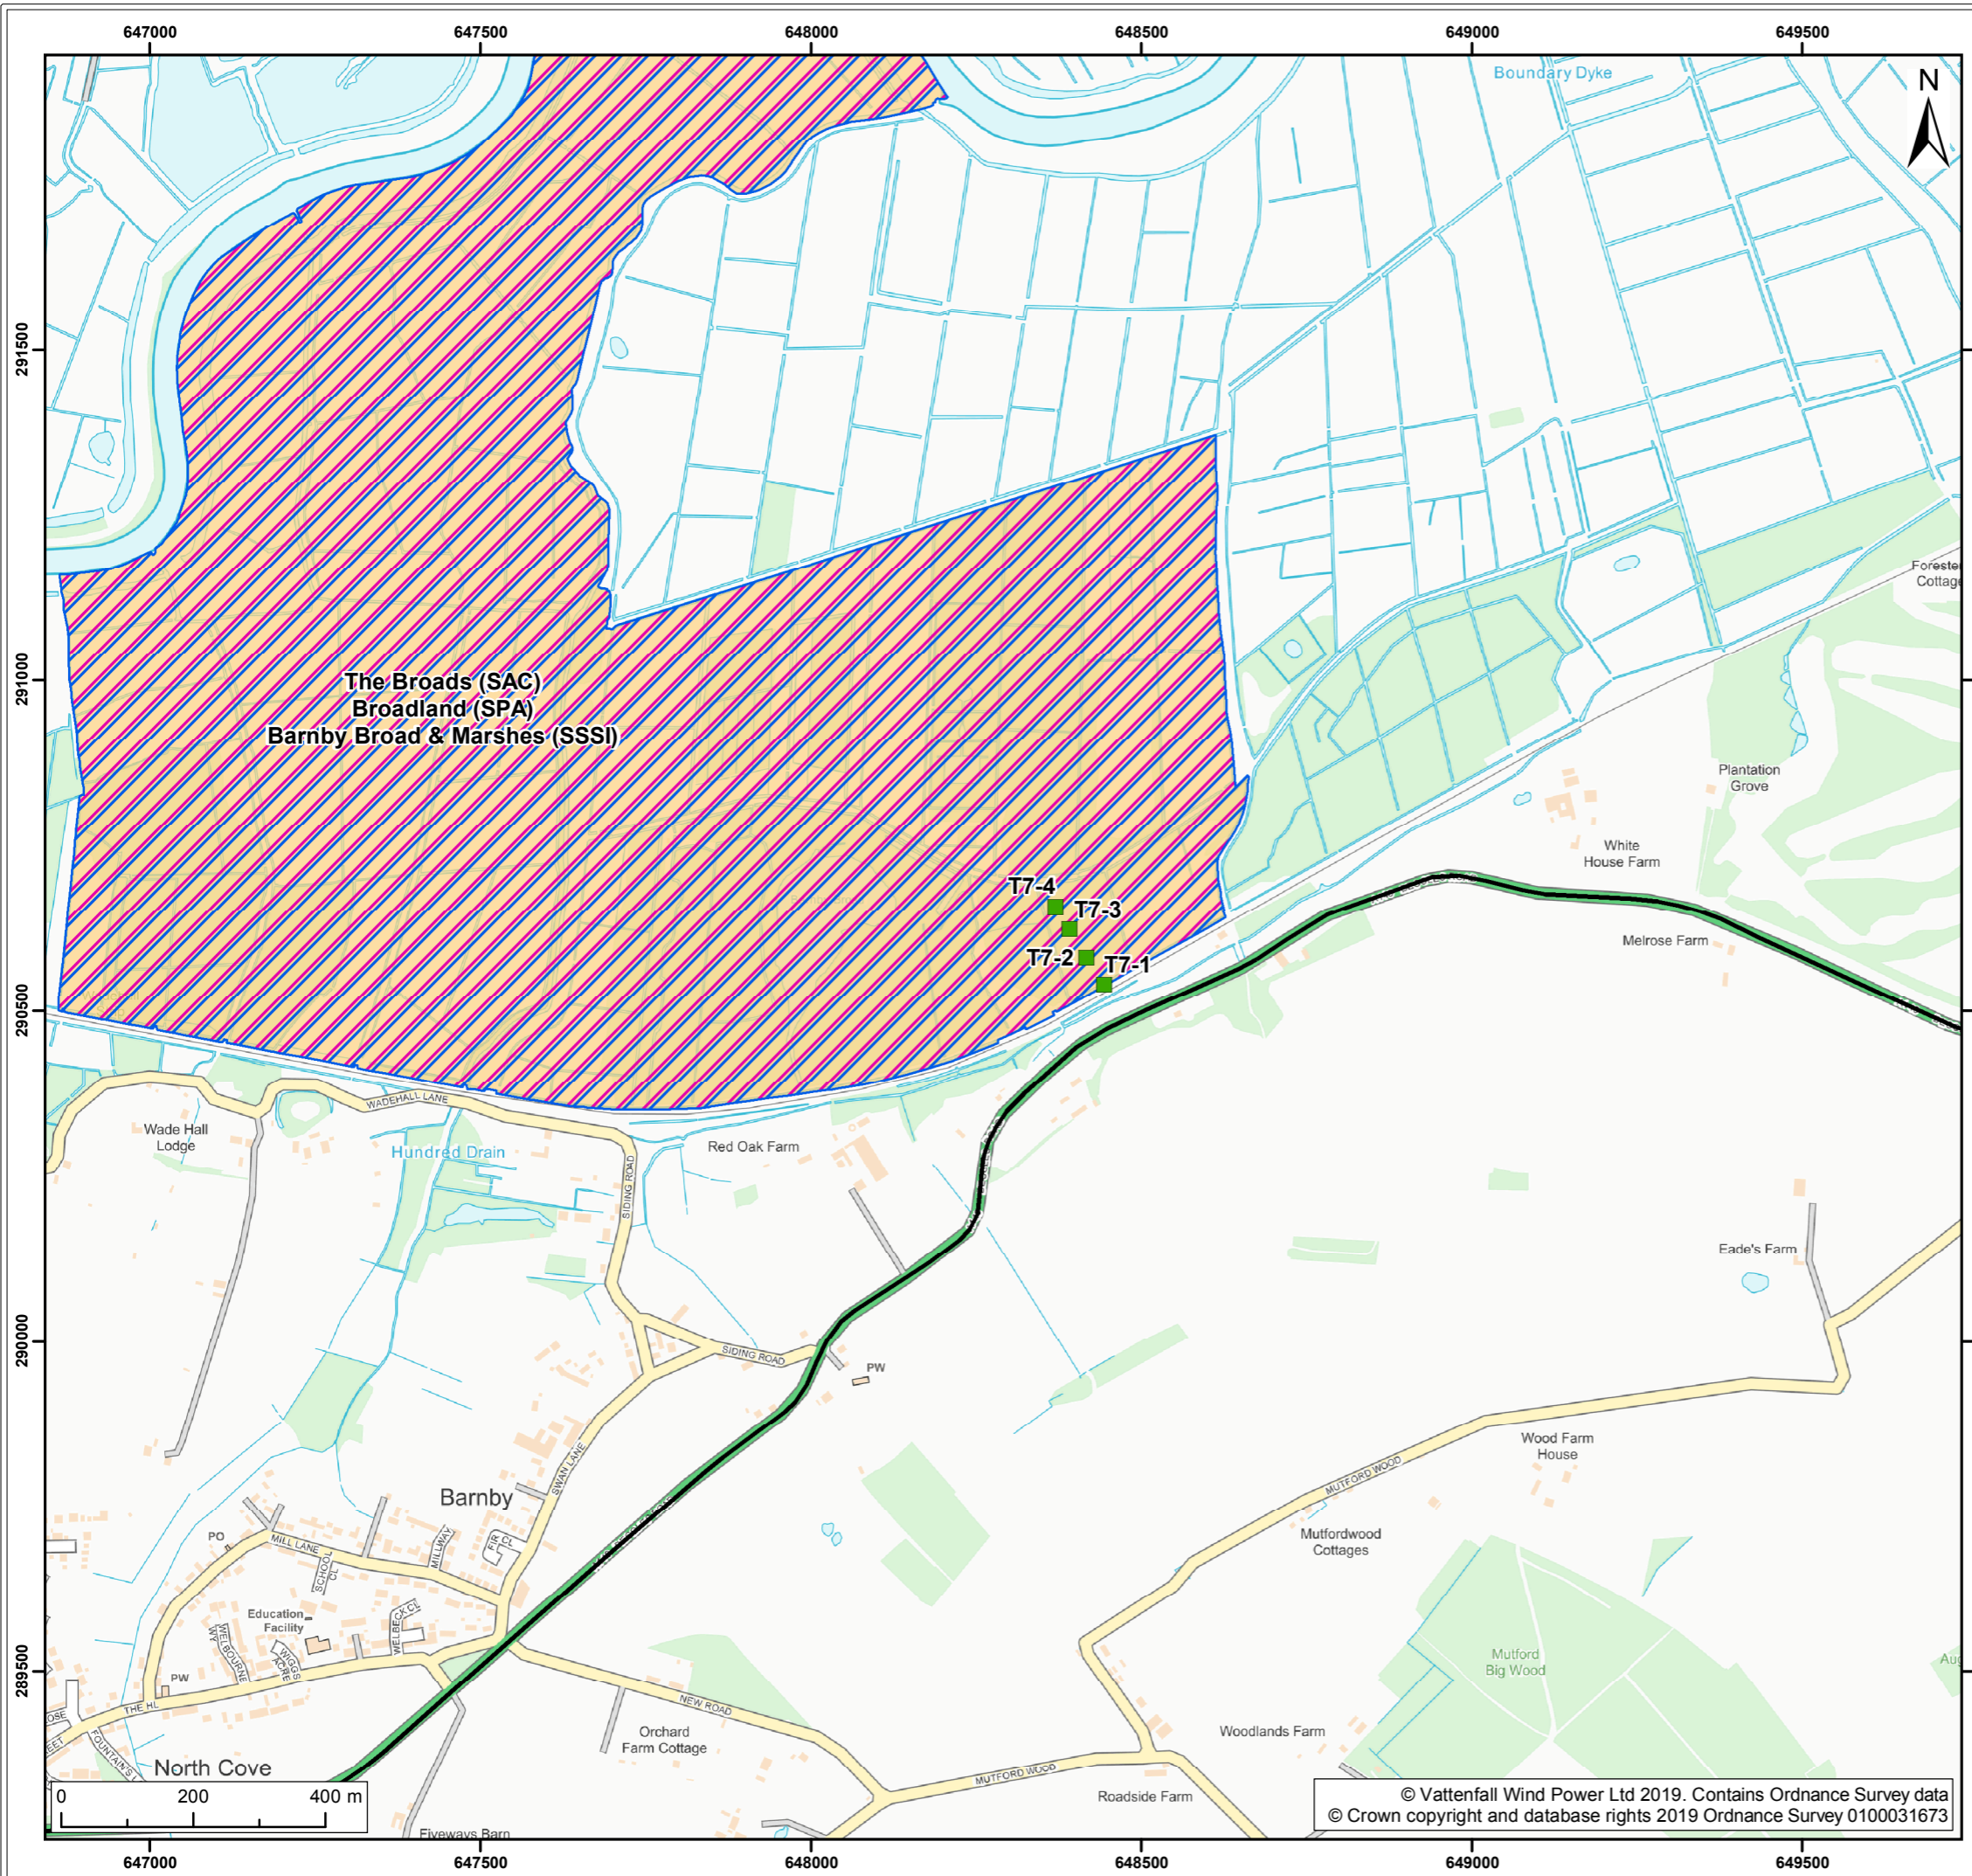 647000 647500 648000 648500 649000 649500
Boundary Dyke
N
291500
Forester
Cottage
291000
291000
The Broads (SAC)
Broadland (SPA)
Barnby Broad & Marshes (SSSI)
Plantation
Grove
White
House Farm
T7-4
T7-3
T7-2
T7-1
Melrose Farm
290500
WADEHALL LANE
Wade Hall
Lodge
Hundred Drain
Red Oak Farm
SIDING ROAD
Eade's Farm
290000
SIDING ROAD
PW
Wood Farm
House
MUTFORD WOOD
SWAN LANE
Barnby
PO
MILL LANE
SCHOOL
CL
MILLWAY
FIR CL
Mutfordwood
Cottages
Education
Facility
WELBECK CL
WELBOURNE
WY
WIGGS
ACRE
289500
PW
THE HL
Mutford
Big Wood
NEW ROAD
Orchard
Farm Cottage
Woodlands Farm
MUTFORD WOOD
OSE
EET
FOUNTAIN'S L
North Cove
Roadside Farm
0 200 400 m
Fiveways Barn
© Vattenfall Wind Power Ltd 2019. Contains Ordnance Survey data
© Crown copyright and database rights 2019 Ordnance Survey 0100031673
647000 647500 648000 648500 649000 649500